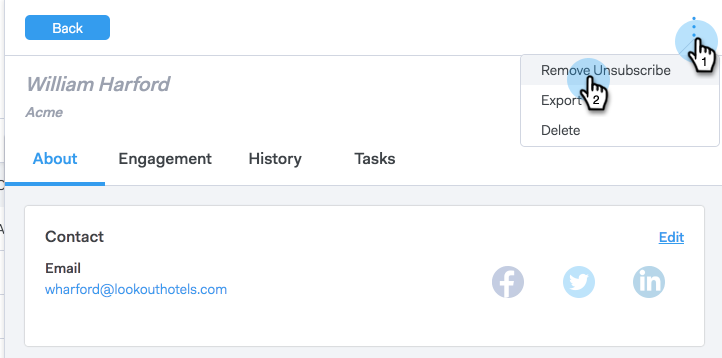 Back
1
William Harford
Remove Unsubscribe
Acme
Export
2
Delete
About Engagement History Tasks
Contact
Edit
Email
wharford@lookouthotels.com
f
in